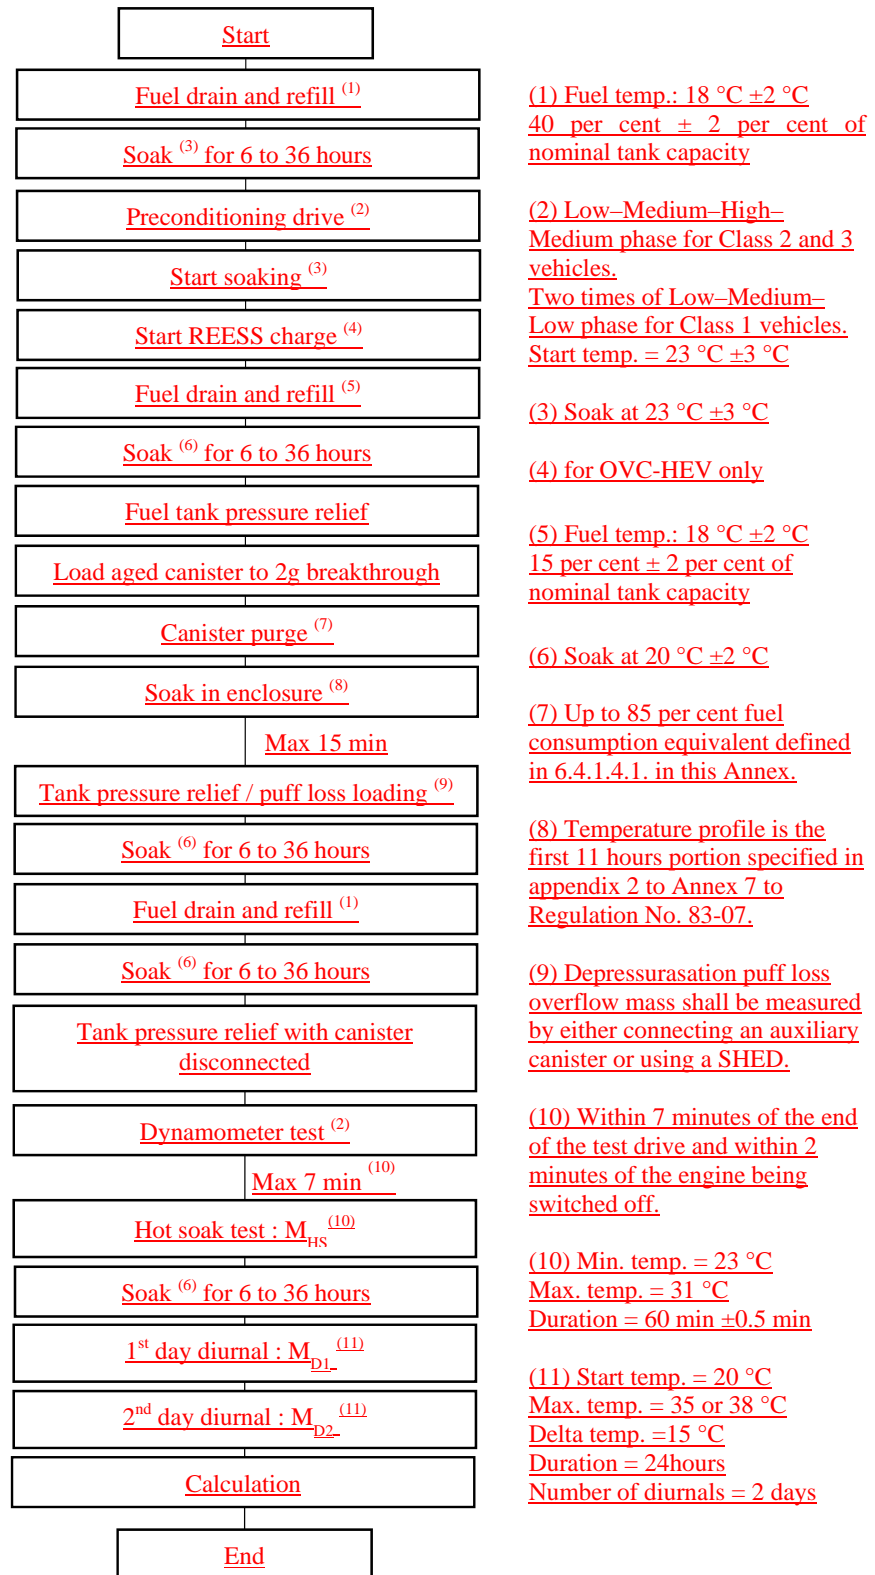 Start
Fuel drain and refill (1)
Soak (3) for 6 to 36 hours
Preconditioning drive (2)
Start soaking (3)
Start REESS charge (4)
Fuel drain and refill (5)
Soak (6) for 6 to 36 hours
Fuel tank pressure relief
Load aged canister to 2g breakthrough
Canister purge (7)
Soak in enclosure (8)
Max 15 min
Tank pressure relief / puff loss loading (9)
Soak (6) for 6 to 36 hours
Fuel drain and refill (1)
Soak (6) for 6 to 36 hours
Tank pressure relief with canister
disconnected
Dynamometer test (2)
Max 7 min (10)
Hot soak test : MHS (10)
Soak (6) for 6 to 36 hours
1st day diurnal : MD1 (11)
2nd day diurnal : MD2 (11)
Calculation
End
(1) Fuel temp.: 18 °C ±2 °C
40 per cent ± 2 per cent of
nominal tank capacity
(2) Low–Medium–High–
Medium phase for Class 2 and 3
vehicles.
Two times of Low–Medium–
Low phase for Class 1 vehicles.
Start temp. = 23 °C ±3 °C
(3) Soak at 23 °C ±3 °C
(4) for OVC-HEV only
(5) Fuel temp.: 18 °C ±2 °C
15 per cent ± 2 per cent of
nominal tank capacity
(6) Soak at 20 °C ±2 °C
(7) Up to 85 per cent fuel
consumption equivalent defined
in 6.4.1.4.1. in this Annex.
(8) Temperature profile is the
first 11 hours portion specified in
appendix 2 to Annex 7 to
Regulation No. 83-07.
(9) Depressurasation puff loss
overflow mass shall be measured
by either connecting an auxiliary
canister or using a SHED.
(10) Within 7 minutes of the end
of the test drive and within 2
minutes of the engine being
switched off.
(10) Min. temp. = 23 °C
Max. temp. = 31 °C
Duration = 60 min ±0.5 min
(11) Start temp. = 20 °C
Max. temp. = 35 or 38 °C
Delta temp. =15 °C
Duration = 24hours
Number of diurnals = 2 days